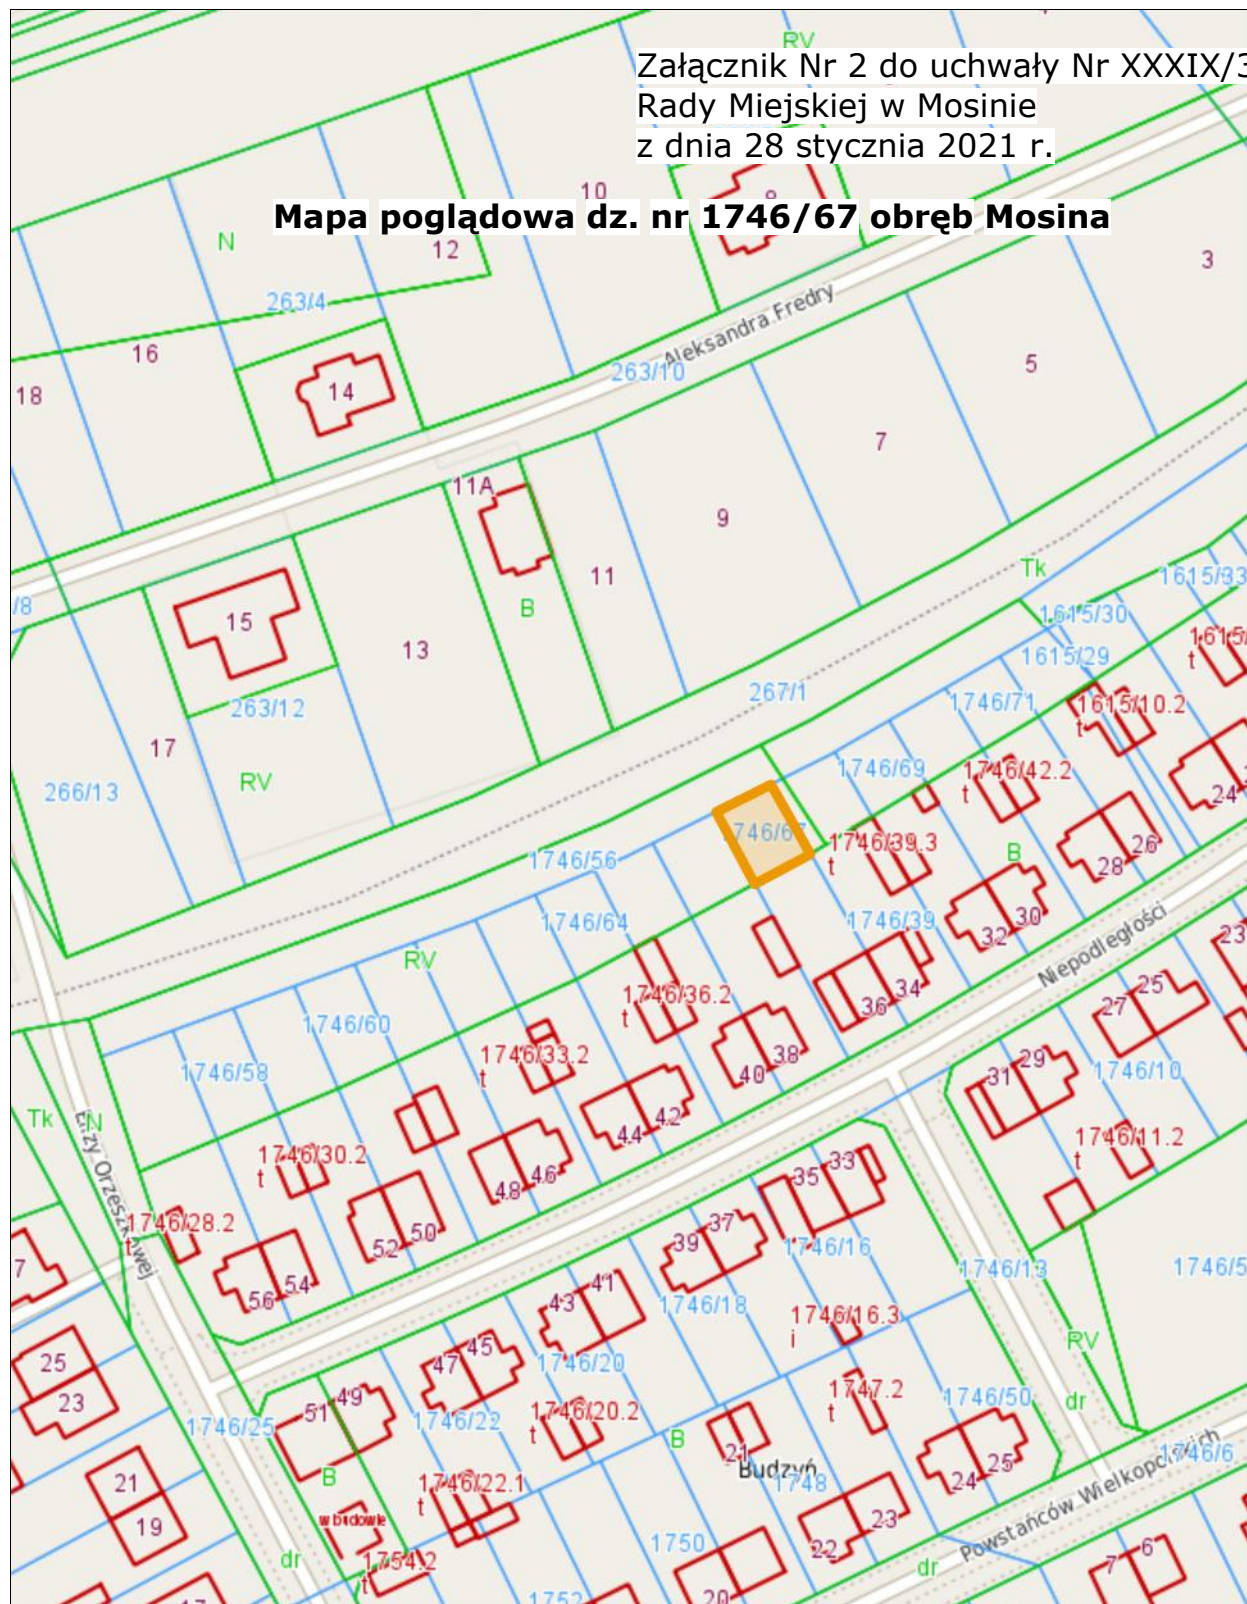 RV
Załącznik Nr 2 do uchwały Nr XXXIX/3
Rady Miejskiej w Mosinie
z dnia 28 stycznia 2021 r.
10
Mapa poglądowa dz. nr 1746/67 obręb Mosina
N
12
3
263/4
Aleksandra Fredry
16
14
263/10
5
18
7
11A
9
11
Tk
/8
B
15
13
1615/33
1615/30
1615/29
1615/
t
267/1
1746/71
1615/10.2
t
263/12
17
RV
266/13
1746/69
1746/42.2
t
24
746/67
1746/39.3
t
B
26
28
1746/56
1746/64
1746/39
30
32
Niepodległości
23
RV
1746/36.2
t
34
36
25
27
1746/60
1746/33.2
t
38
40
29
31
1746/10
1746/58
Tk
N
Elizy Orzeszkowej
42
44
1746/11.2
t
1746/30.2
t
46
48
33
35
1746/28.2
t
50
52
37
39
1746/16
1746/13
1746/5
7
54
56
41
43
1746/18
1746/16.3
i
RV
25
45
47
1746/20
23
49
51
1746/25
1746/22
1746/20.2
t
1747.2
t
1746/50
dr
B
21
Budzyń
1748
25
24
1746/6
Powstańców Wielkopolskich
21
B
1746/22.1
t
19
w budowie
1750
23
22
dr
1754.2
t
1752
20
dr
6
7
17